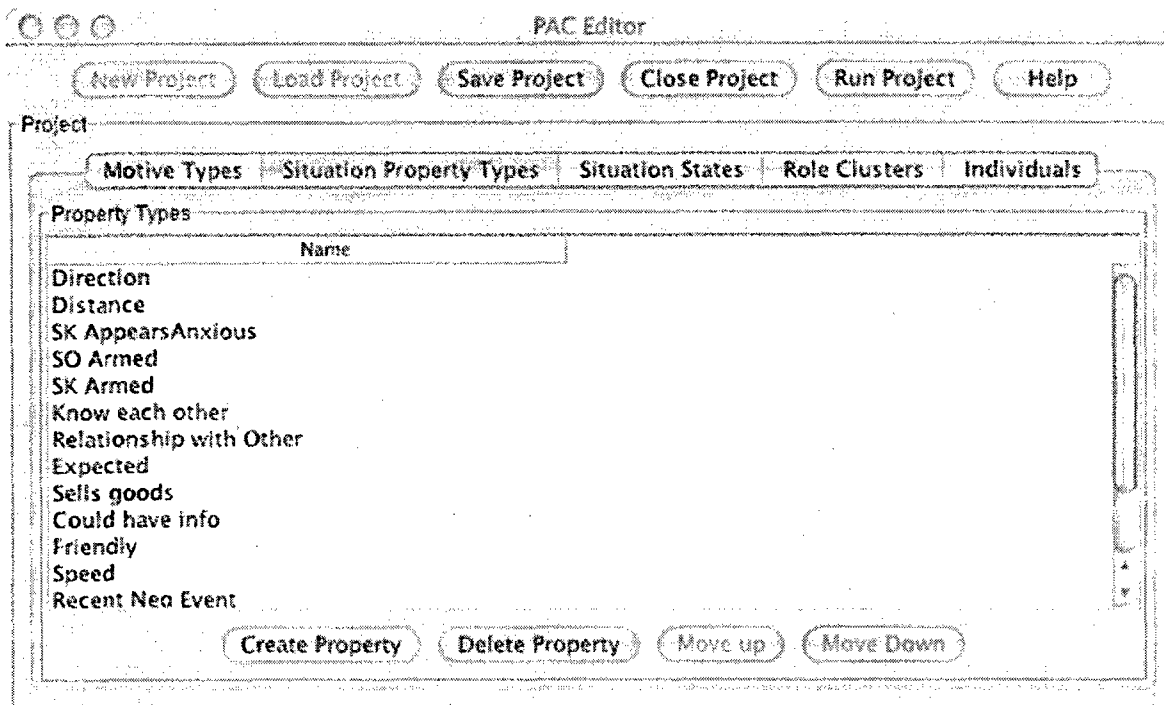 PAC Editor
New Project Load Project Save Project Close Project Run Project Help
Project
Motive Types Situation Property Types Situation States Role Clusters Individuals
Property Types
Name
Direction
Distance
SK AppearsAnxious
SO Armed
SK Armed
Know each other
Relationship with Other
Expected
Sells goods
Could have info
Friendly
Speed
Recent Neg Event
Create Property Delete Property Move up Move Down